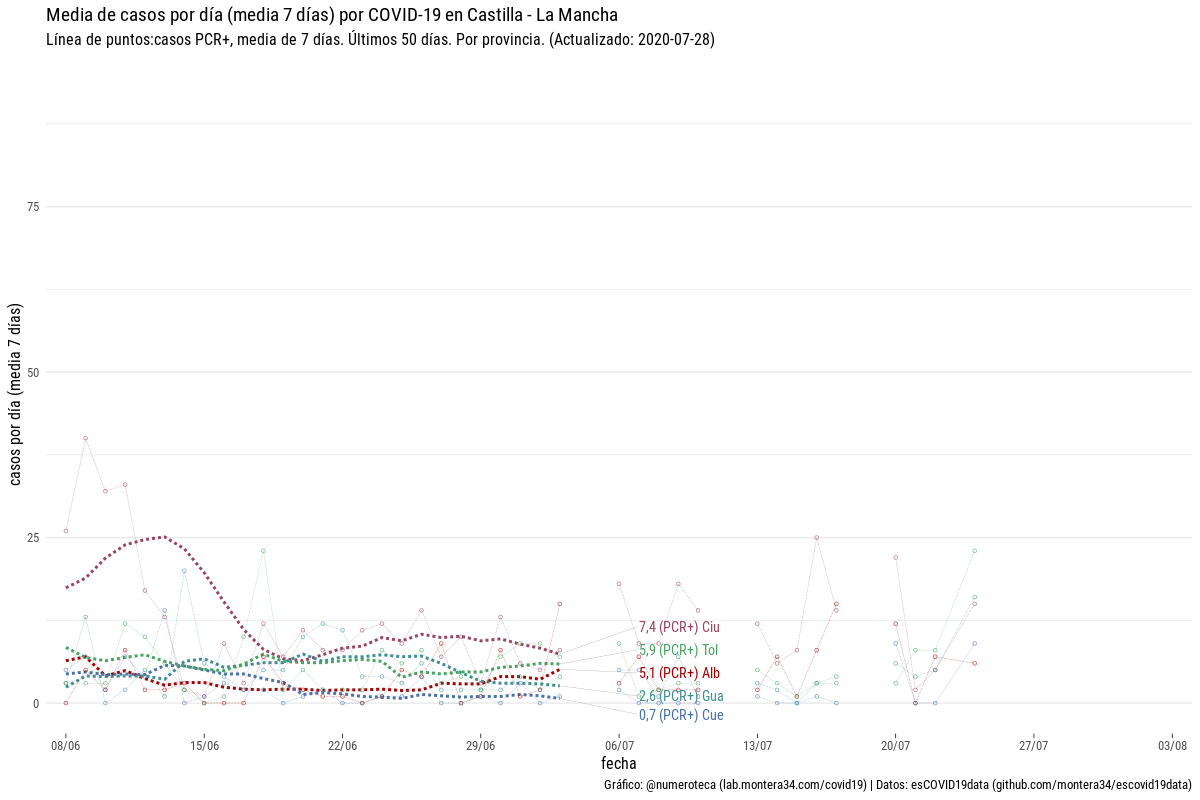 Media de casos por día (media 7 días) por COVID-19 en Castilla - La Mancha
Línea de puntos:casos PCR+, media de 7 días. Últimos 50 días. Por provincia. (Actualizado: 2020-07-28)
casos por día (media 7 días)
75
50
25
0
7,4 (PCR+) Ciu
5,9 (PCR+) Tol
5,1 (PCR+) Alb
2,6 (PCR+) Gua
0,7 (PCR+) Cue
08/06 15/06 22/06 29/06 06/07 13/07 20/07 27/07 03/08
fecha
Gráfico: @numeroteca (lab.montera34.com/covid19) | Datos: esCOVID19data (github.com/montera34/escovid19data)